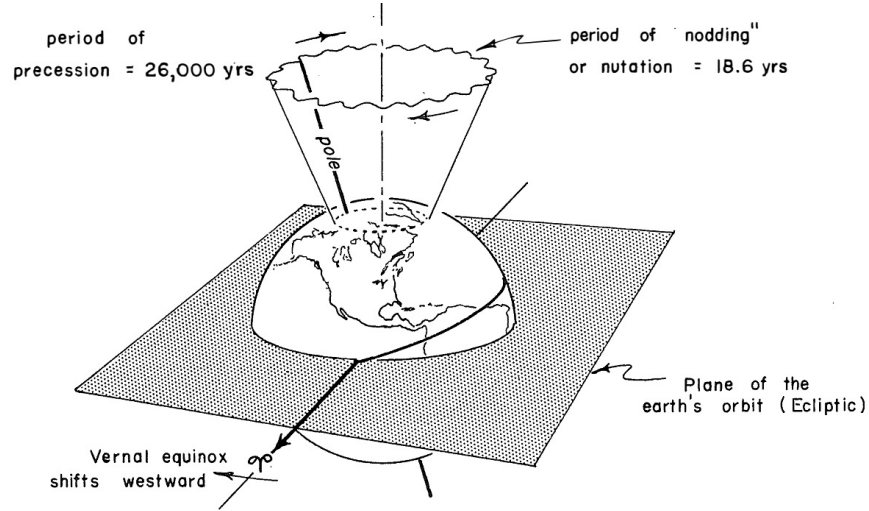 period of
precession = 26,000 yrs
period of "nodding"
or nutation = 18.6 yrs
pole
Plane of the
earth's orbit (Ecliptic)
Vernal equinox ♈
shifts westward